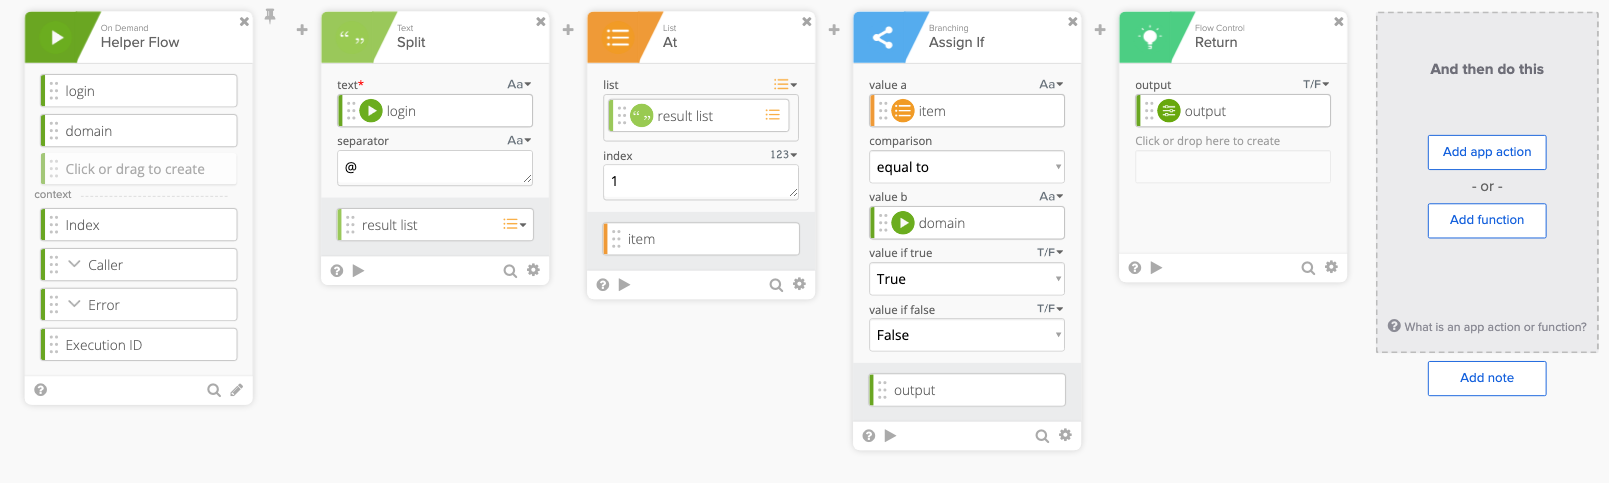 On Demand
Helper Flow
login
domain
Click or drag to create
context
Index
Caller
Error
Execution ID
Text
Split
text*
Aa
login
separator
Aa
@
result list
List
At
list
result list
index
123
1
item
Branching
Assign If
value a
Aa
item
comparison
equal to
value b
Aa
domain
value if true
T/F
True
value if false
T/F
False
output
Flow Control
Return
output
T/F
output
Click or drop here to create
And then do this
Add app action
- or -
Add function
What is an app action or function?
Add note